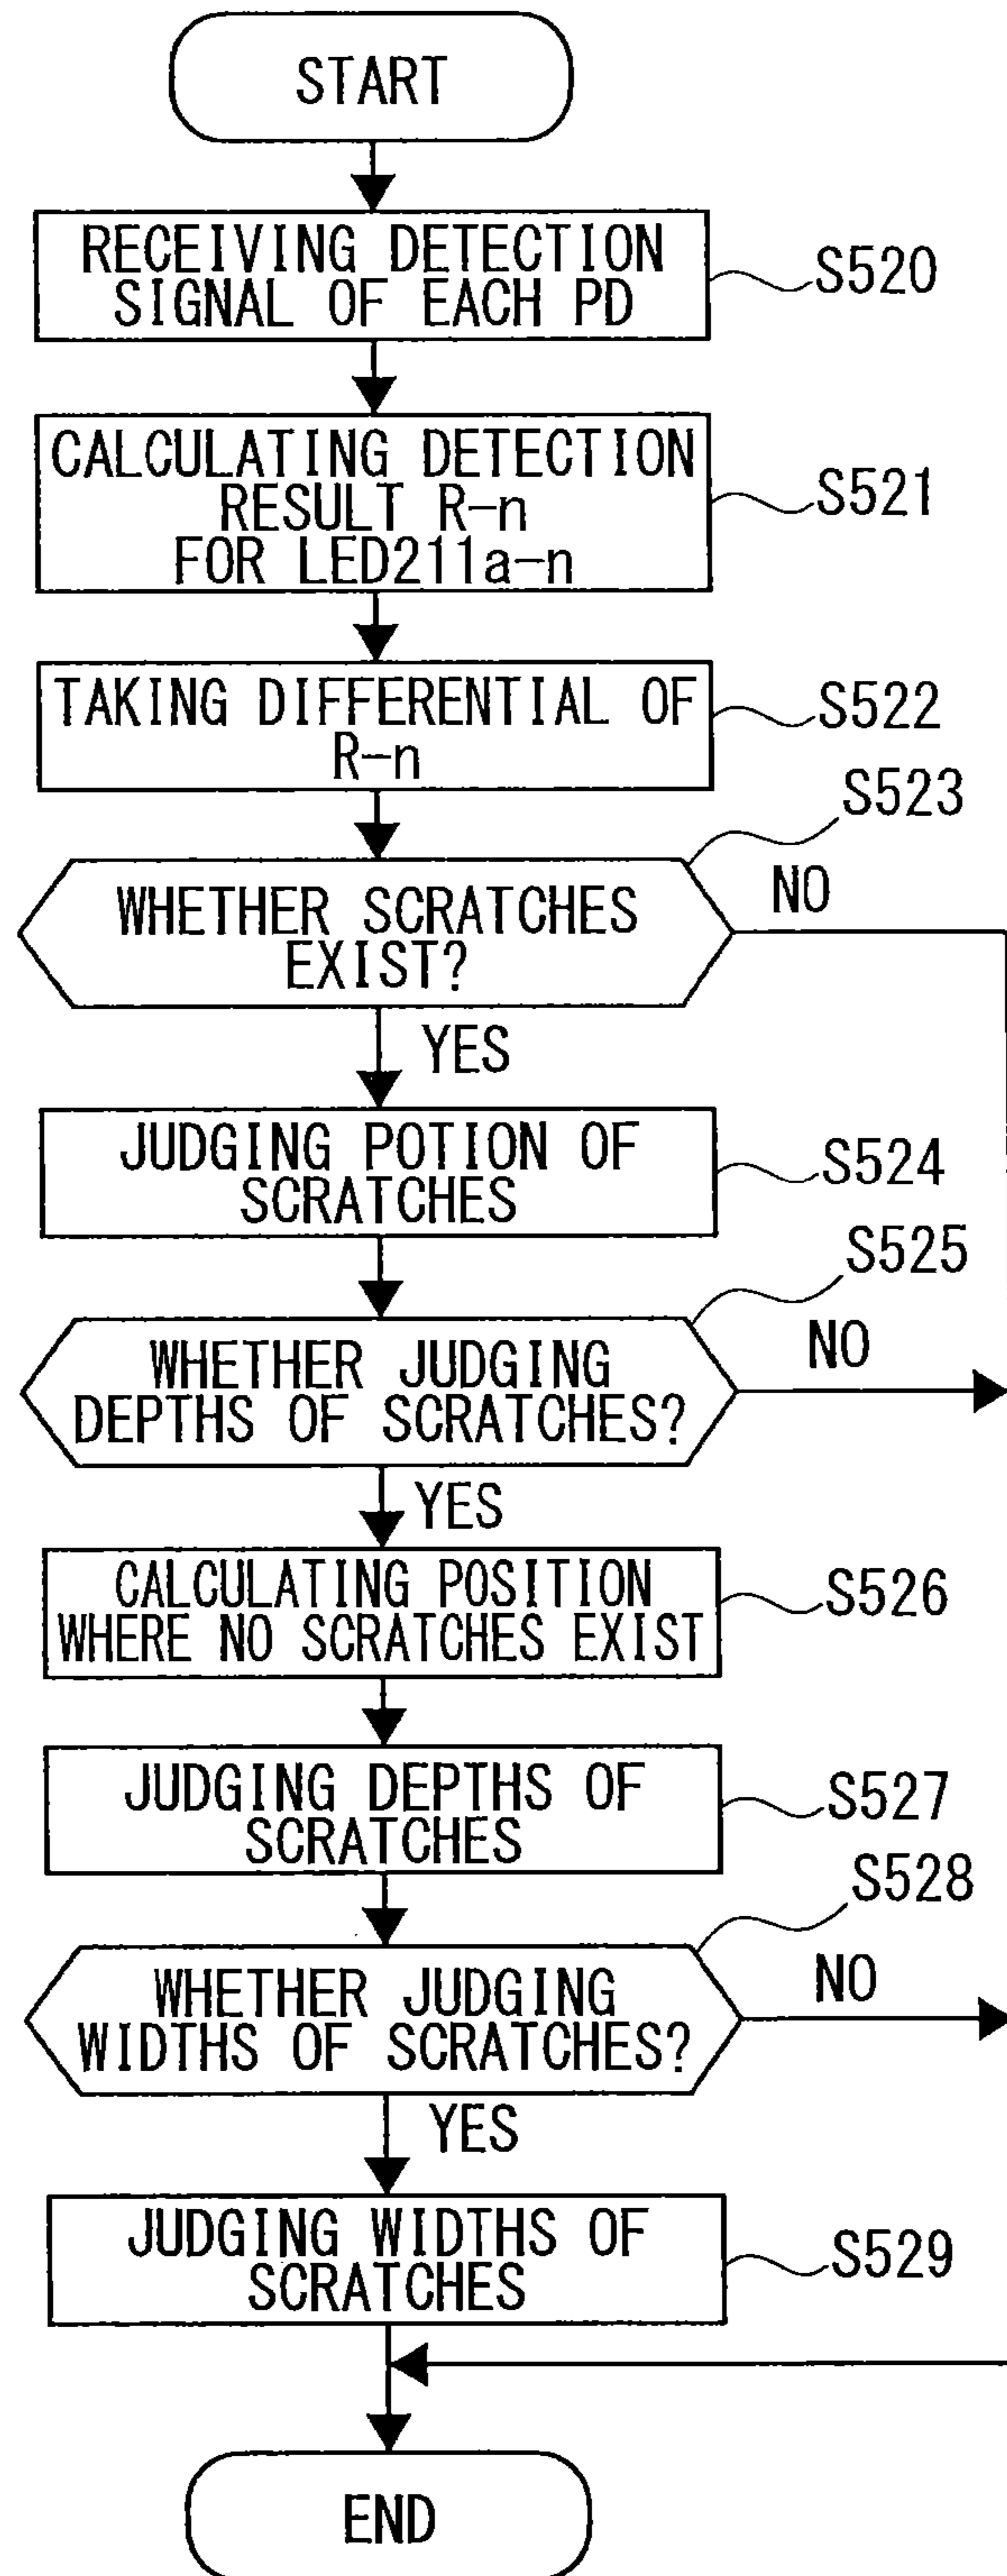 START
RECEIVING DETECTION
SIGNAL OF EACH PD
S520
CALCULATING DETECTION
RESULT R-n
FOR LED211a-n
S521
TAKING DIFFERENTIAL OF
R-n
S522
S523
WHETHER SCRATCHES
EXIST?
NO
YES
JUDGING POTION OF
SCRATCHES
S524
S525
WHETHER JUDGING
DEPTHS OF SCRATCHES?
NO
YES
CALCULATING POSITION
WHERE NO SCRATCHES EXIST
S526
JUDGING DEPTHS OF
SCRATCHES
S527
S528
WHETHER JUDGING
WIDTHS OF SCRATCHES?
NO
YES
JUDGING WIDTHS OF
SCRATCHES
S529
END